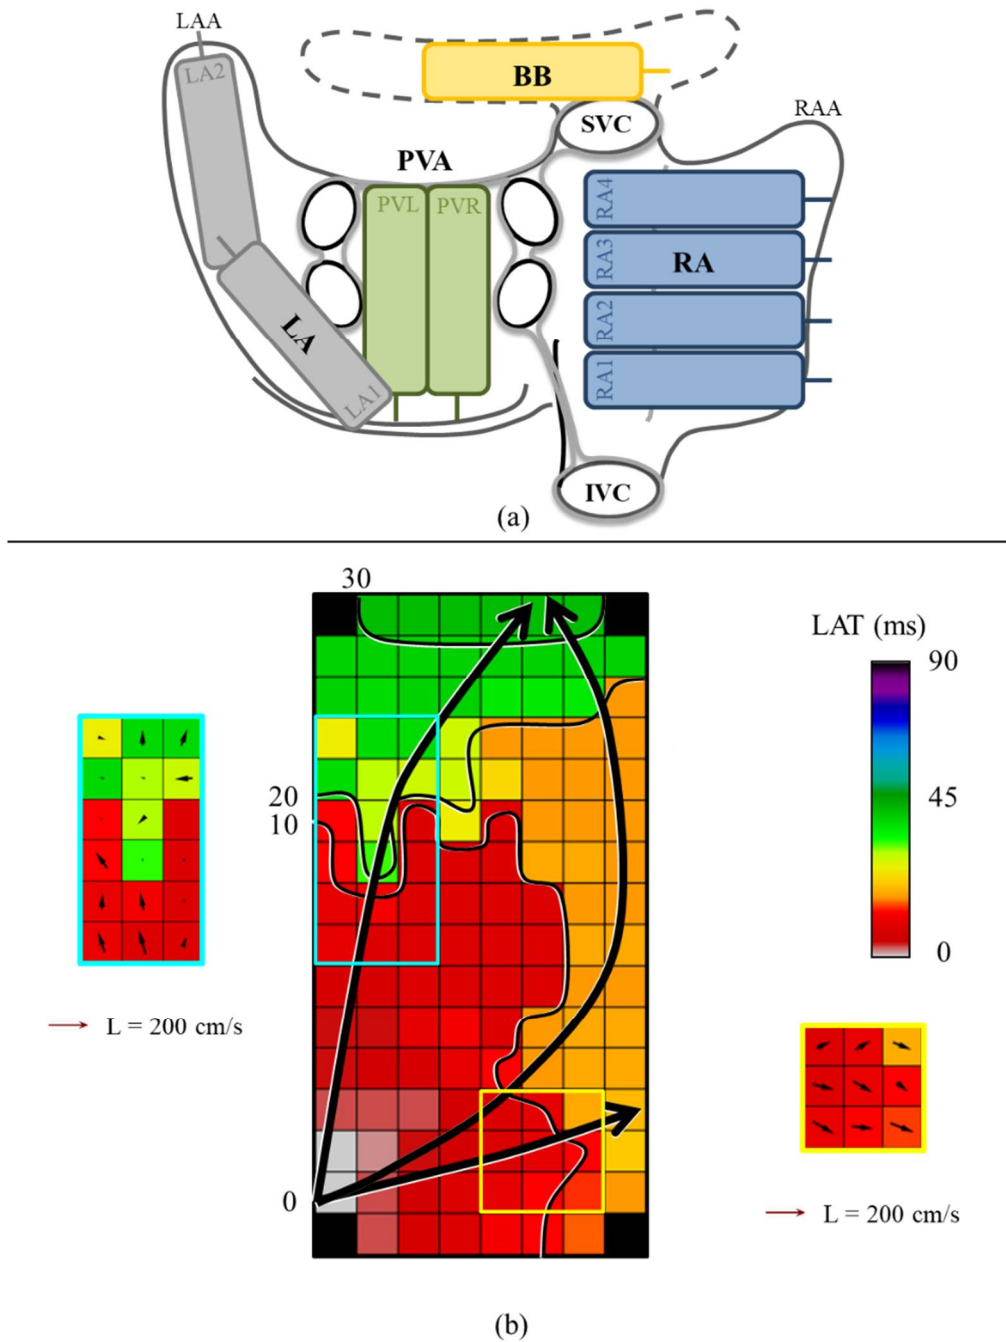 LAA
LA2
BB
SVC
RAA
PVA
PVL
PVR
RA4
RA3
RA
RA2
RA1
LA
LA1
IVC
(a)
30
LAT (ms)
90
20
10
45
0
L = 200 cm/s
0
L = 200 cm/s
(b)